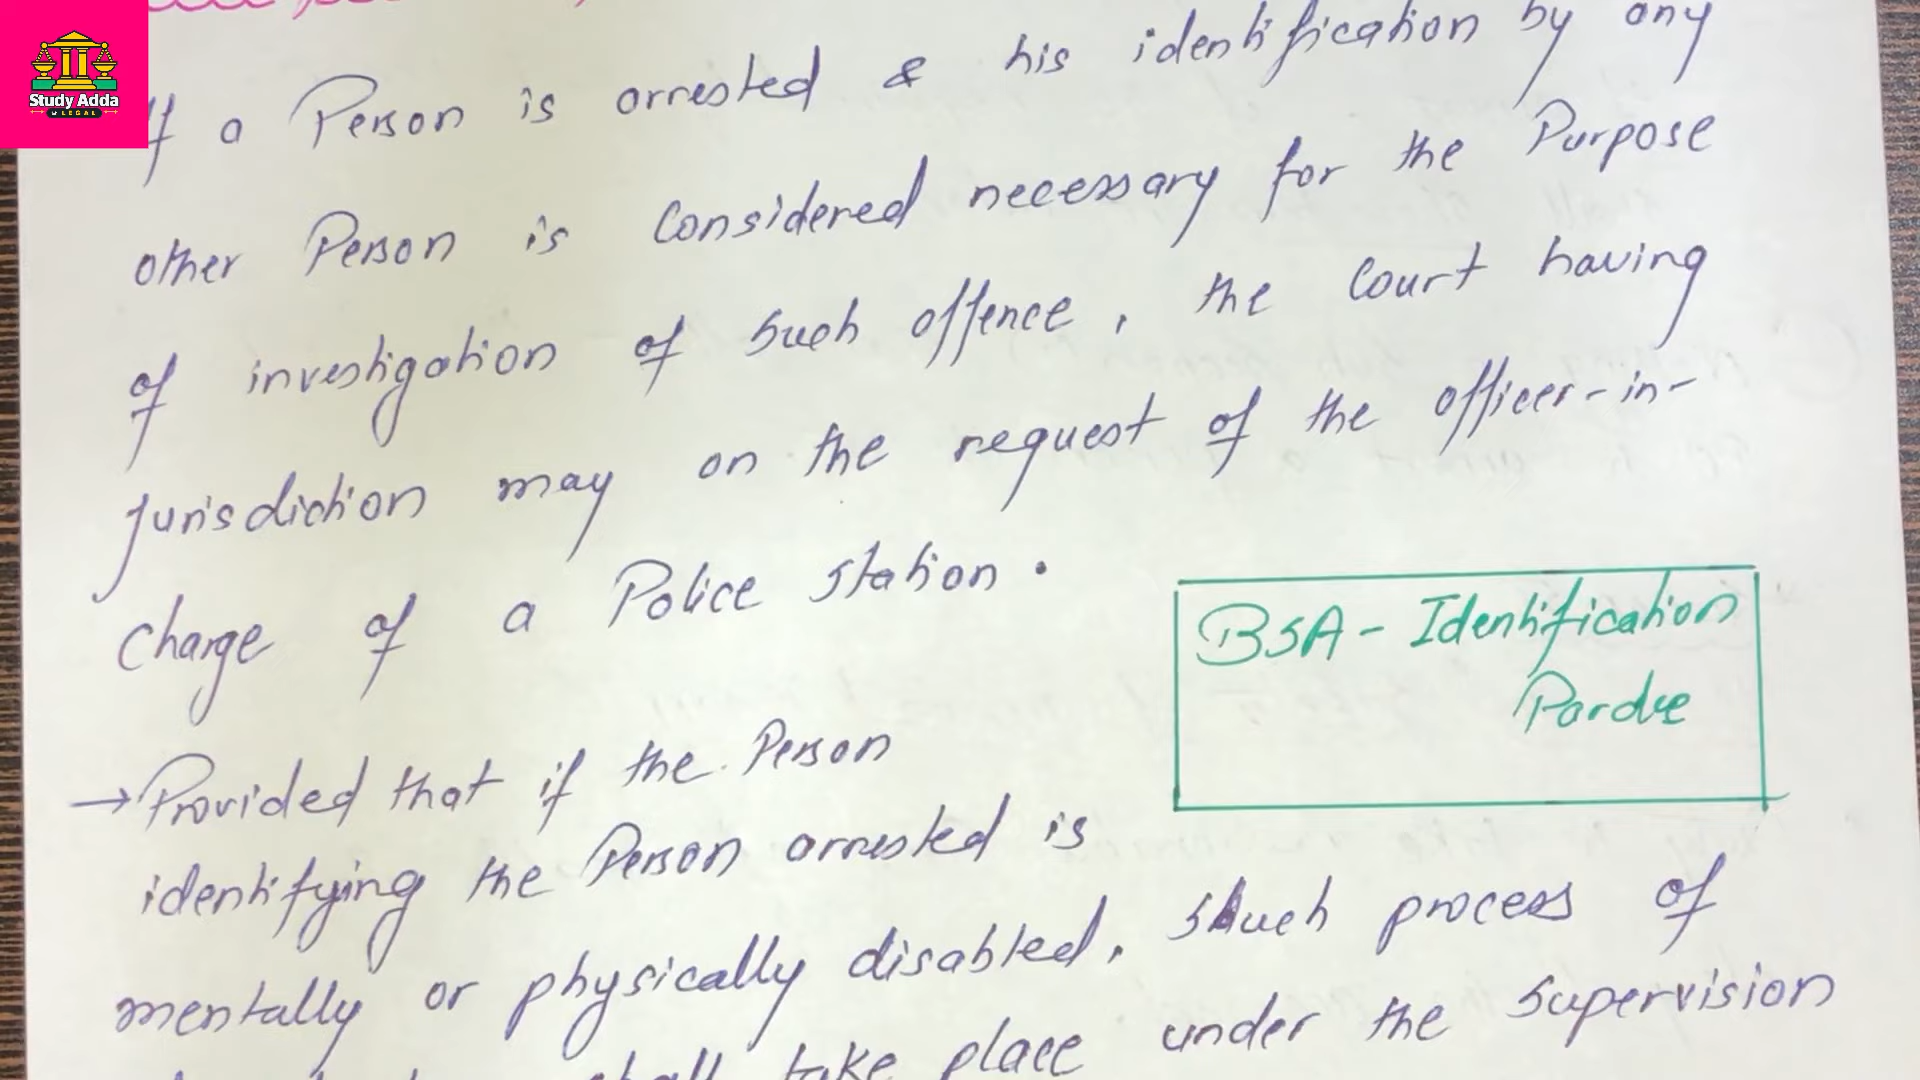 Study Adda
LEGAL
If a Person is arrested & his identification by any
other Person is Considered necessary for the Purpose
of investigation of Such offence, the Court having
jurisdiction may on the request of the officer-in-
Charge of a Police Station.
BSA - Identification
Pardee
→ Provided that if the Person
identifying the Person arrested is
mentally or physically disabled, Such process of
shall take place under the Supervision